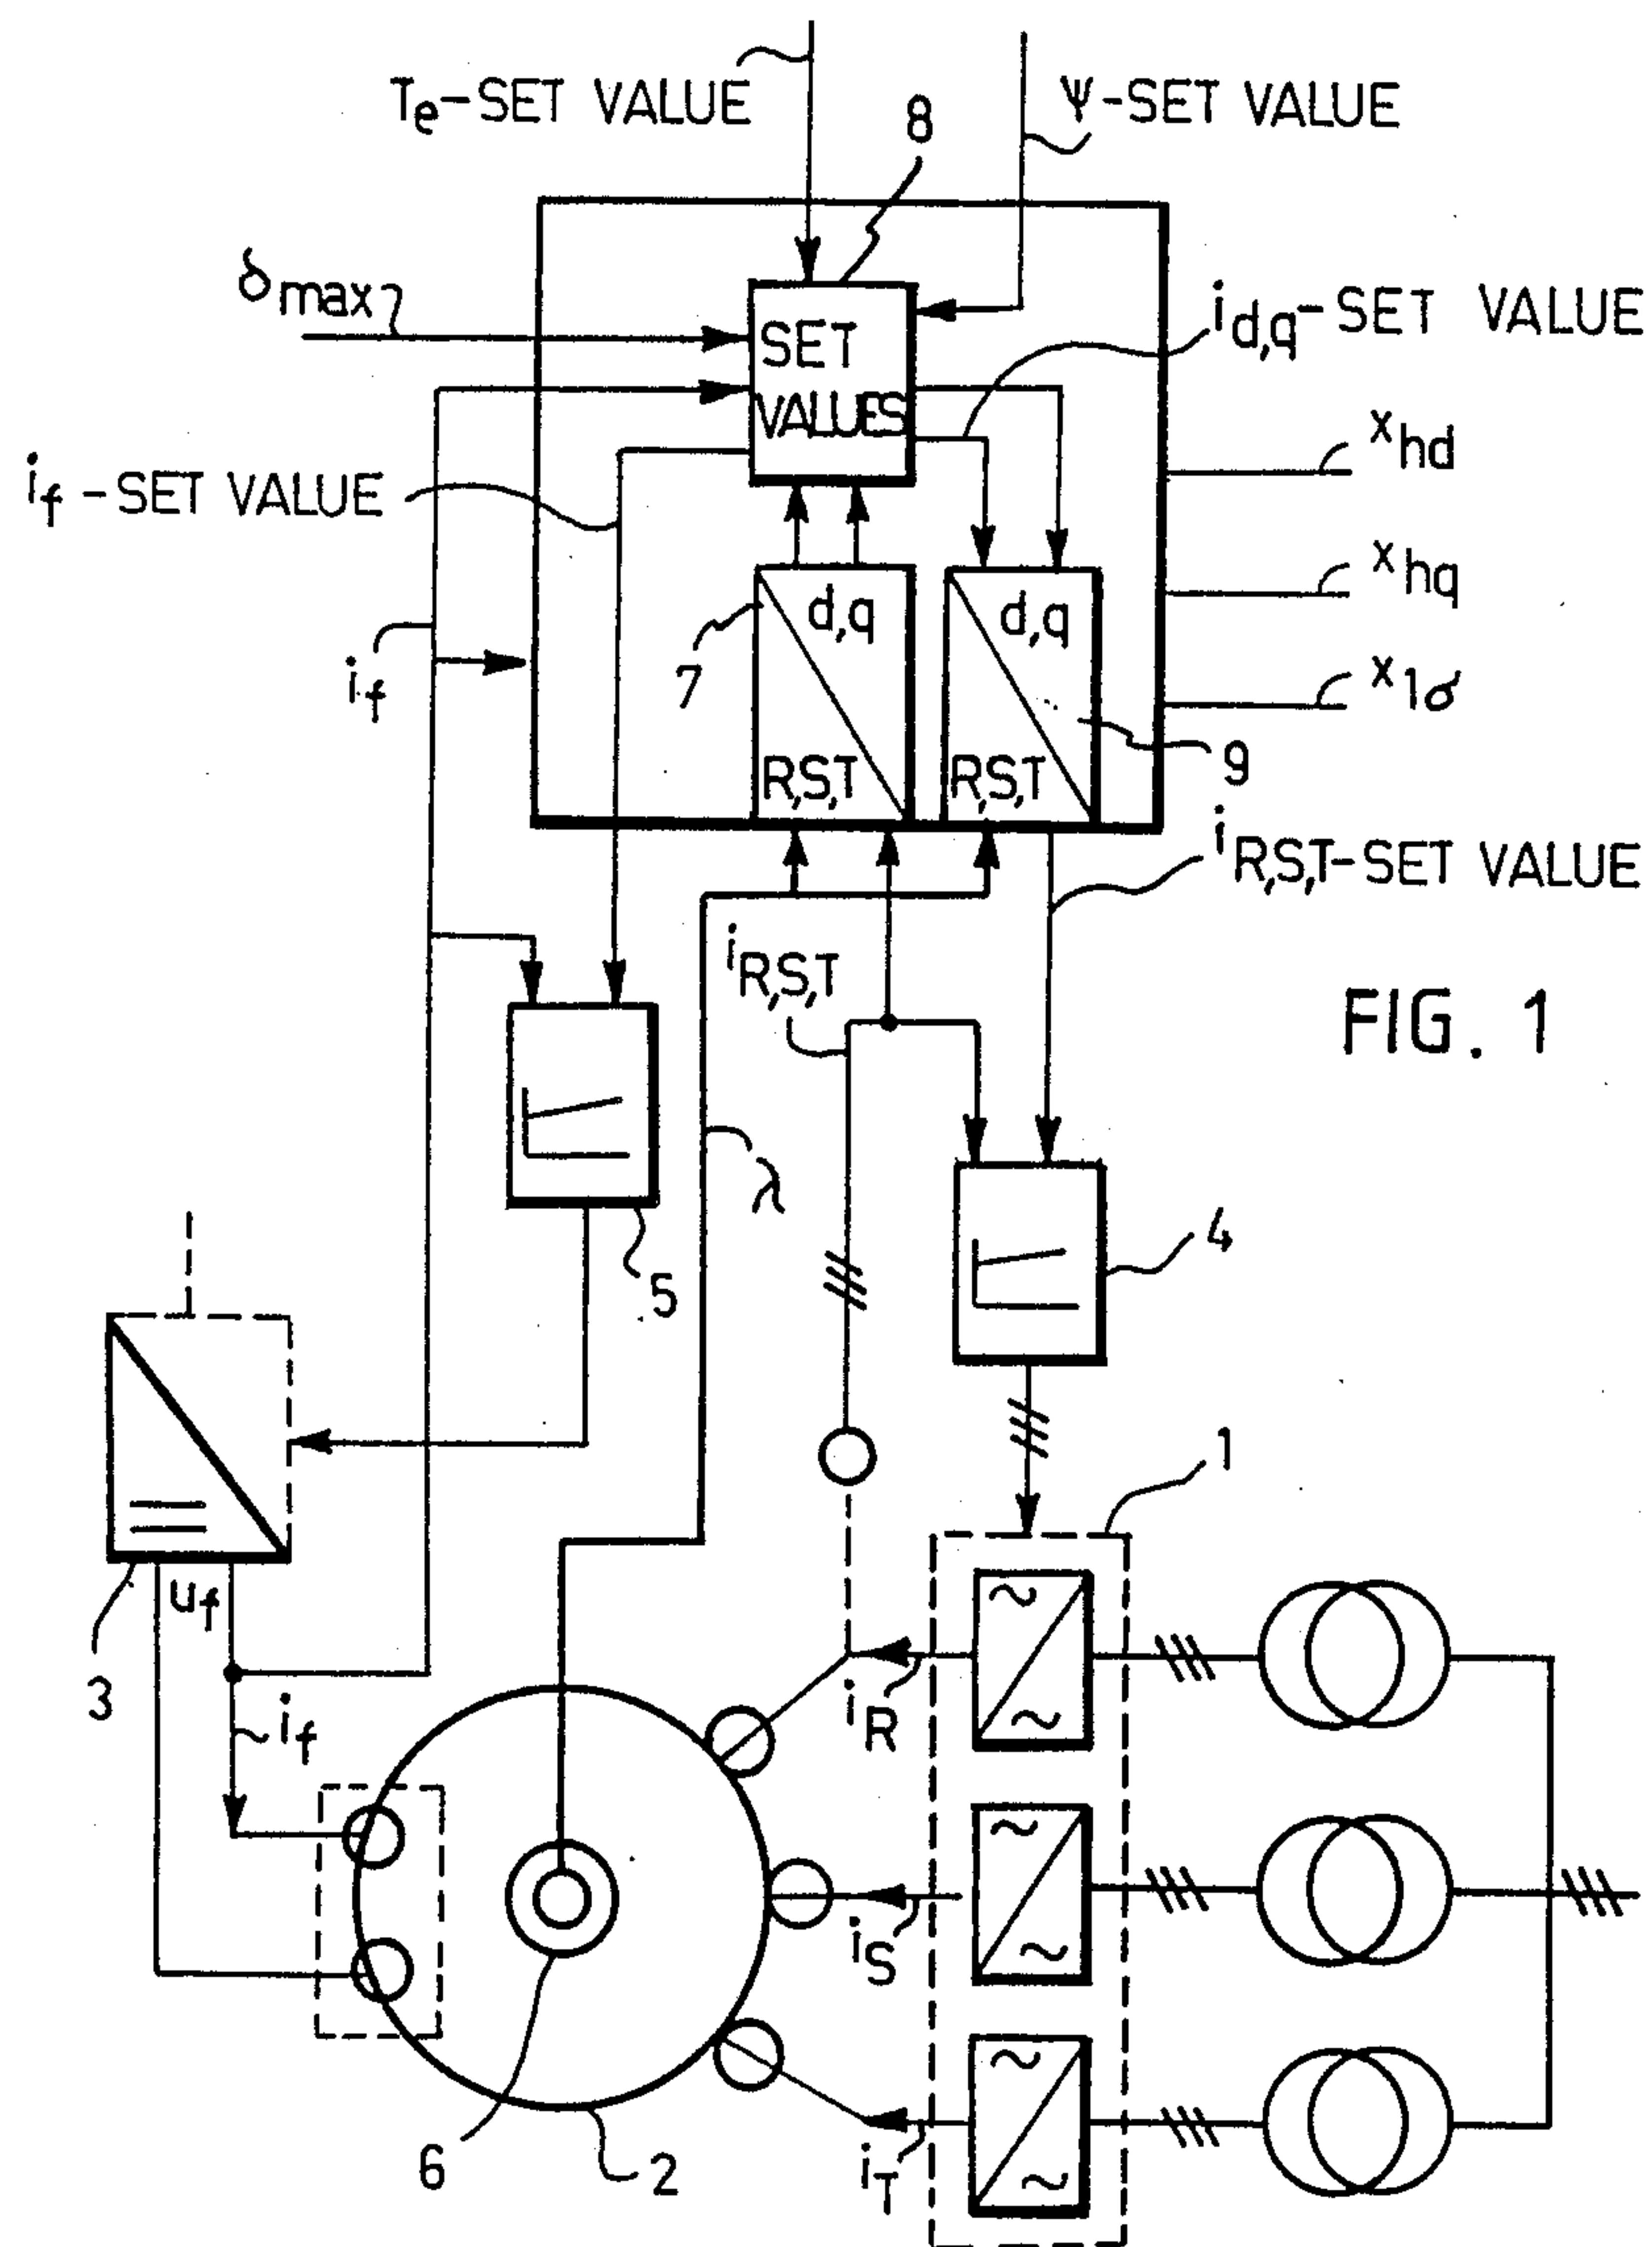 Te-SET VALUE
8
Ψ-SET VALUE
δmax
id,q-SET VALUE
SET
VALUES
xhd
if-SET VALUE
xhq
d,q
d,q
7
if
x1σ
R,S,T
R,S,T
9
iR,S,T-SET VALUE
iR,S,T
FIG. 1
λ
4
5
1
uf
3
iR
if
iS
6
2
iT